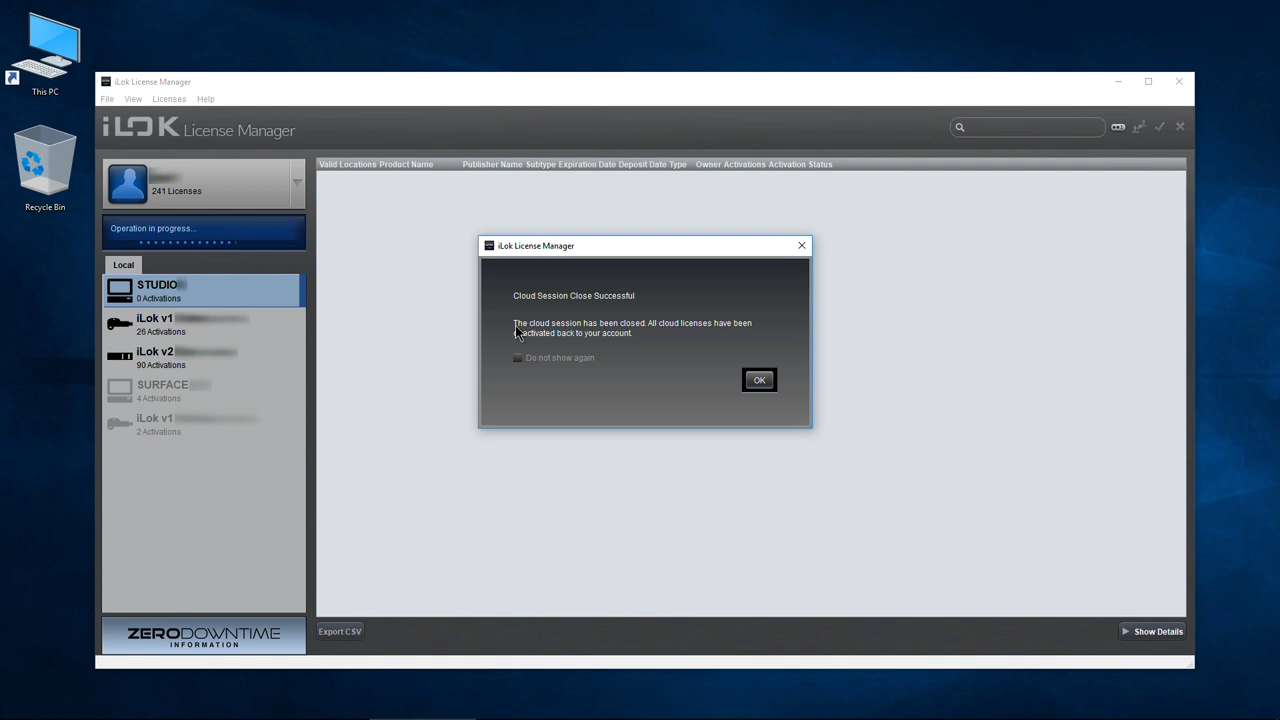 This PC
Recycle Bin
iLok License Manager
File View Licenses Help
iLOK License Manager
241 Licenses
Operation in progress...
Local
STUDIO
0 Activations
iLok v1
26 Activations
iLok v2
90 Activations
SURFACE
4 Activations
iLok v1
2 Activations
ZERODOWNTIME
INFORMATION
Valid Locations Product Name Publisher Name Subtype Expiration Date Deposit Date Type Owner Activations Activation Status
iLok License Manager
Cloud Session Close Successful
The cloud session has been closed. All cloud licenses have been
deactivated back to your account.
Do not show again
OK
Export CSV
Show Details